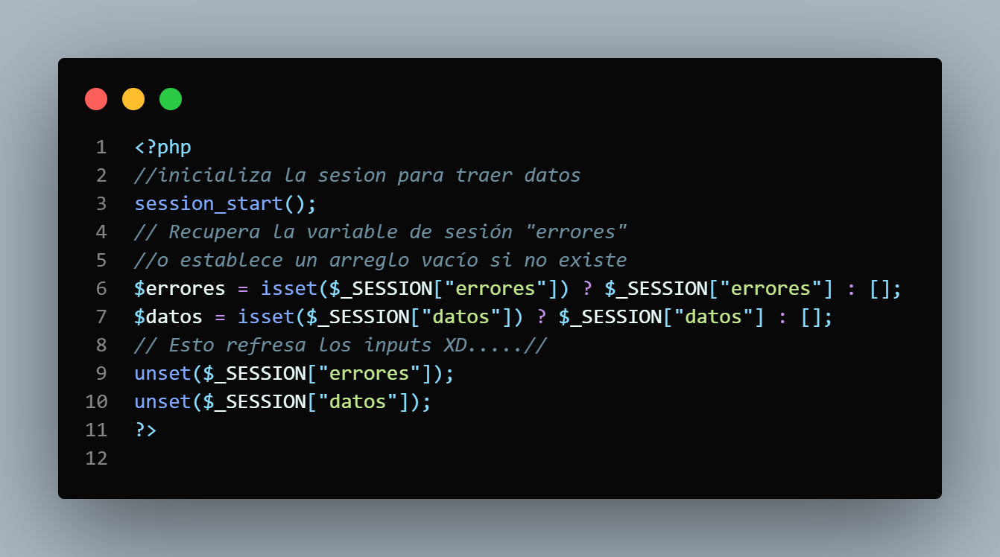 1 <?php
2 //inicializa la sesion para traer datos
3 session_start();
4 // Recupera la variable de sesión "errores"
5 //o establece un arreglo vacío si no existe
6 $errores = isset($_SESSION["errores"]) ? $_SESSION["errores"] : [];
7 $datos = isset($_SESSION["datos"]) ? $_SESSION["datos"] : [];
8 // Esto refresa los inputs XD.....//
9 unset($_SESSION["errores"]);
10 unset($_SESSION["datos"]);
11 ?>
12